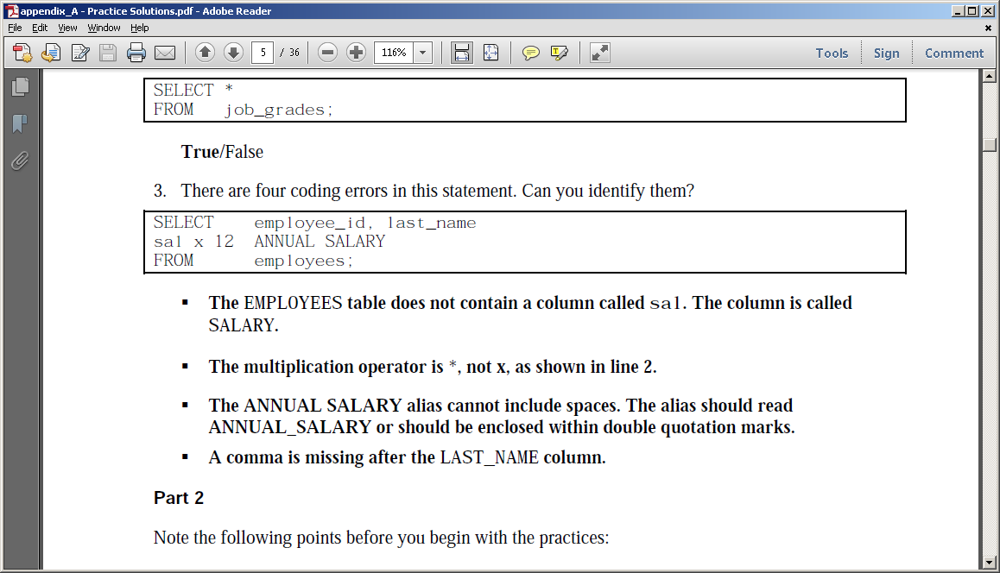 appendix_A - Practice Solutions.pdf - Adobe Reader
File Edit View Window Help
5 / 36 116% Tools Sign Comment
SELECT *
FROM job_grades;
True/False
3. There are four coding errors in this statement. Can you identify them?
SELECT employee_id, last_name
sal x 12 ANNUAL SALARY
FROM employees;
▪ The EMPLOYEES table does not contain a column called sal. The column is called
SALARY.
▪ The multiplication operator is *, not x, as shown in line 2.
▪ The ANNUAL SALARY alias cannot include spaces. The alias should read
ANNUAL_SALARY or should be enclosed within double quotation marks.
▪ A comma is missing after the LAST_NAME column.
Part 2
Note the following points before you begin with the practices: